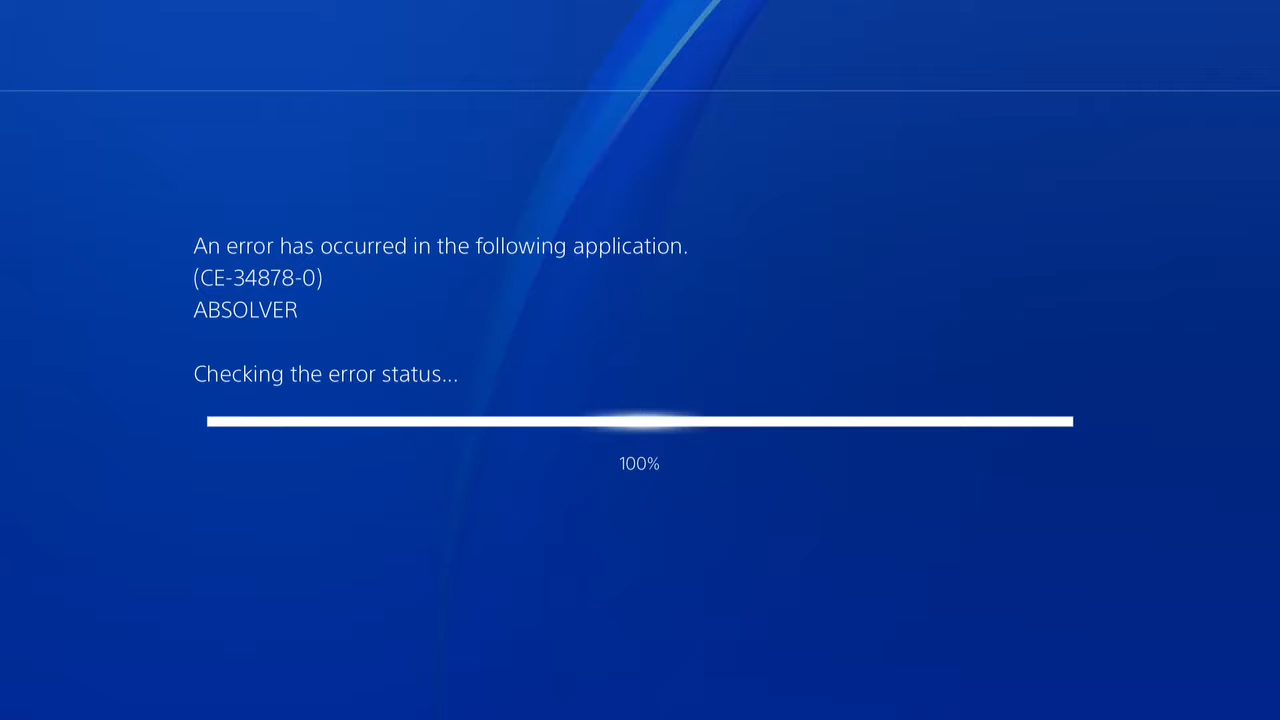 An error has occurred in the following application.
(CE-34878-0)
ABSOLVER
Checking the error status...
100%